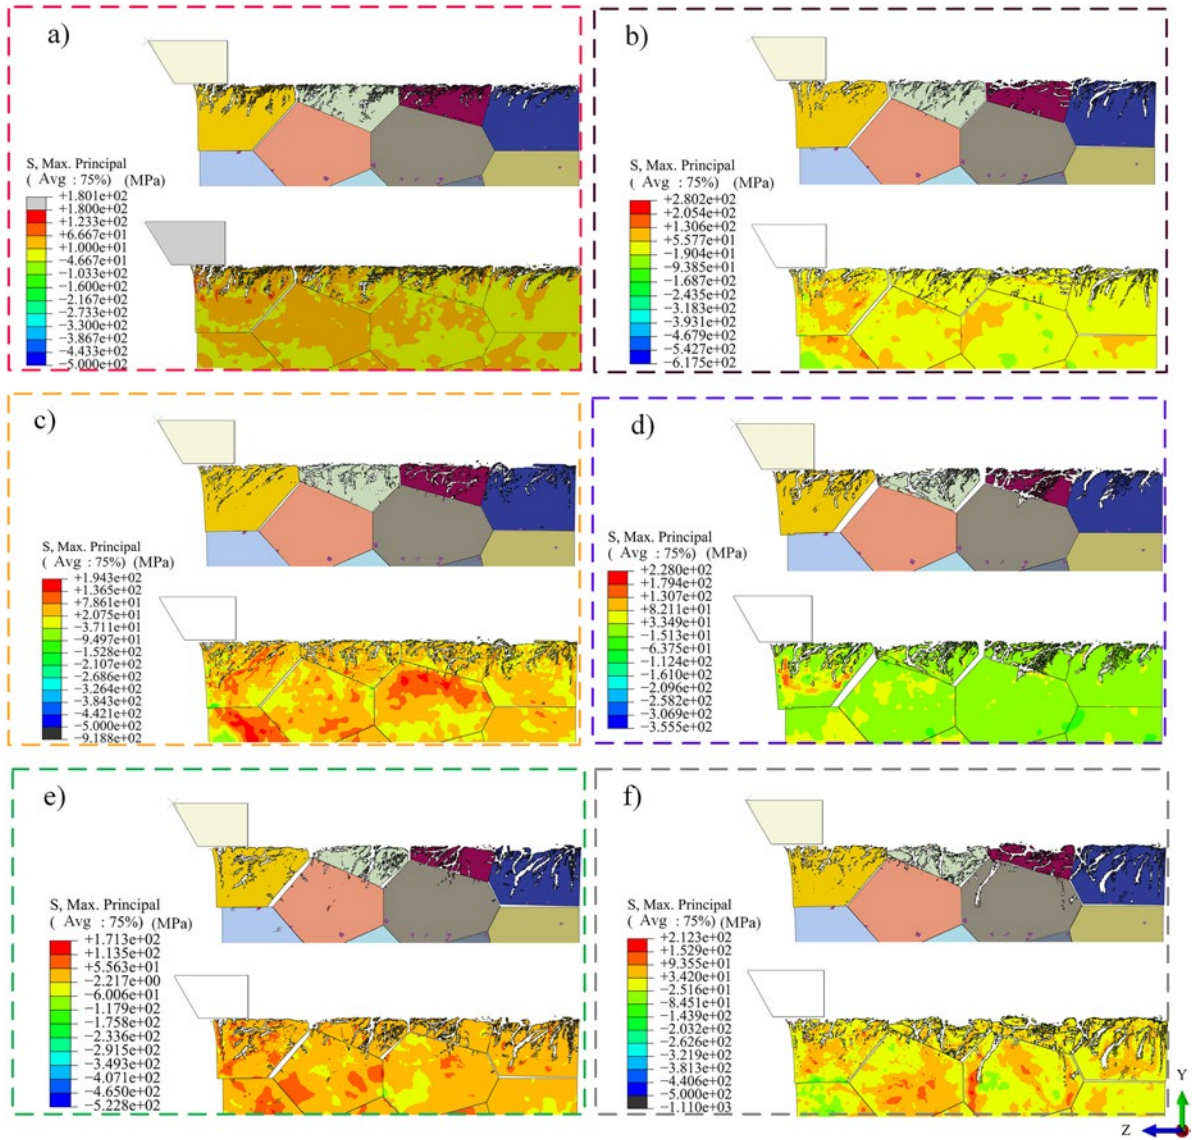 a)
S, Max. Principal
( Avg : 75%) (MPa)
+1.801e+02
+1.800e+02
+1.233e+02
+6.667e+01
+1.000e+01
−4.667e+01
−1.033e+02
−1.600e+02
−2.167e+02
−2.733e+02
−3.300e+02
−3.867e+02
−4.433e+02
−5.000e+02
b)
S, Max. Principal
( Avg : 75%) (MPa)
+2.802e+02
+2.054e+02
+1.306e+02
+5.577e+01
−1.904e+01
−9.385e+01
−1.687e+02
−2.435e+02
−3.183e+02
−3.931e+02
−4.679e+02
−5.427e+02
−6.175e+02
c)
S, Max. Principal
( Avg : 75%) (MPa)
+1.943e+02
+1.365e+02
+7.861e+01
+2.075e+01
−3.711e+01
−9.497e+01
−1.528e+02
−2.107e+02
−2.686e+02
−3.264e+02
−3.843e+02
−4.421e+02
−5.000e+02
−9.188e+02
d)
S, Max. Principal
( Avg : 75%) (MPa)
+2.280e+02
+1.794e+02
+1.307e+02
+8.211e+01
+3.349e+01
−1.513e+01
−6.375e+01
−1.124e+02
−1.610e+02
−2.096e+02
−2.582e+02
−3.069e+02
−3.555e+02
e)
S, Max. Principal
( Avg : 75%) (MPa)
+1.713e+02
+1.135e+02
+5.563e+01
−2.217e+00
−6.006e+01
−1.179e+02
−1.758e+02
−2.336e+02
−2.915e+02
−3.493e+02
−4.071e+02
−4.650e+02
−5.228e+02
f)
S, Max. Principal
( Avg : 75%) (MPa)
+2.123e+02
+1.529e+02
+9.355e+01
+3.420e+01
−2.516e+01
−8.451e+01
−1.439e+02
−2.032e+02
−2.626e+02
−3.219e+02
−3.813e+02
−4.406e+02
−5.000e+02
−1.110e+03
Y
Z